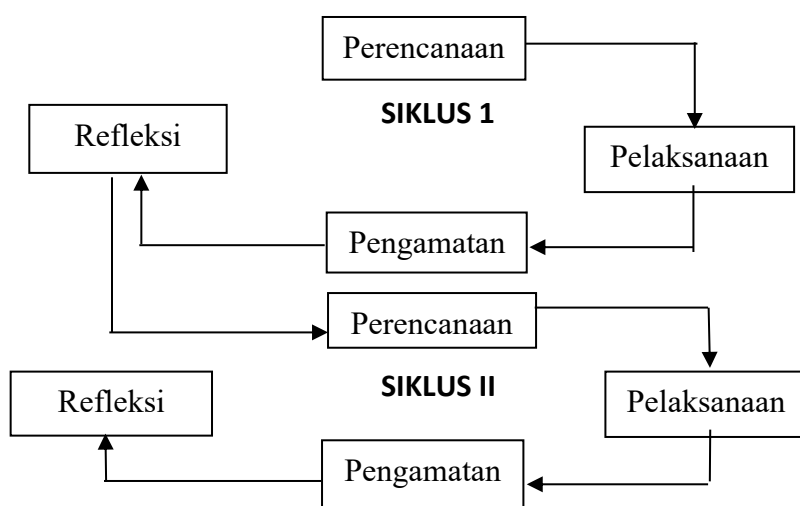 Perencanaan
SIKLUS 1
Refleksi
Pelaksanaan
Pengamatan
Perencanaan
SIKLUS II
Refleksi
Pelaksanaan
Pengamatan